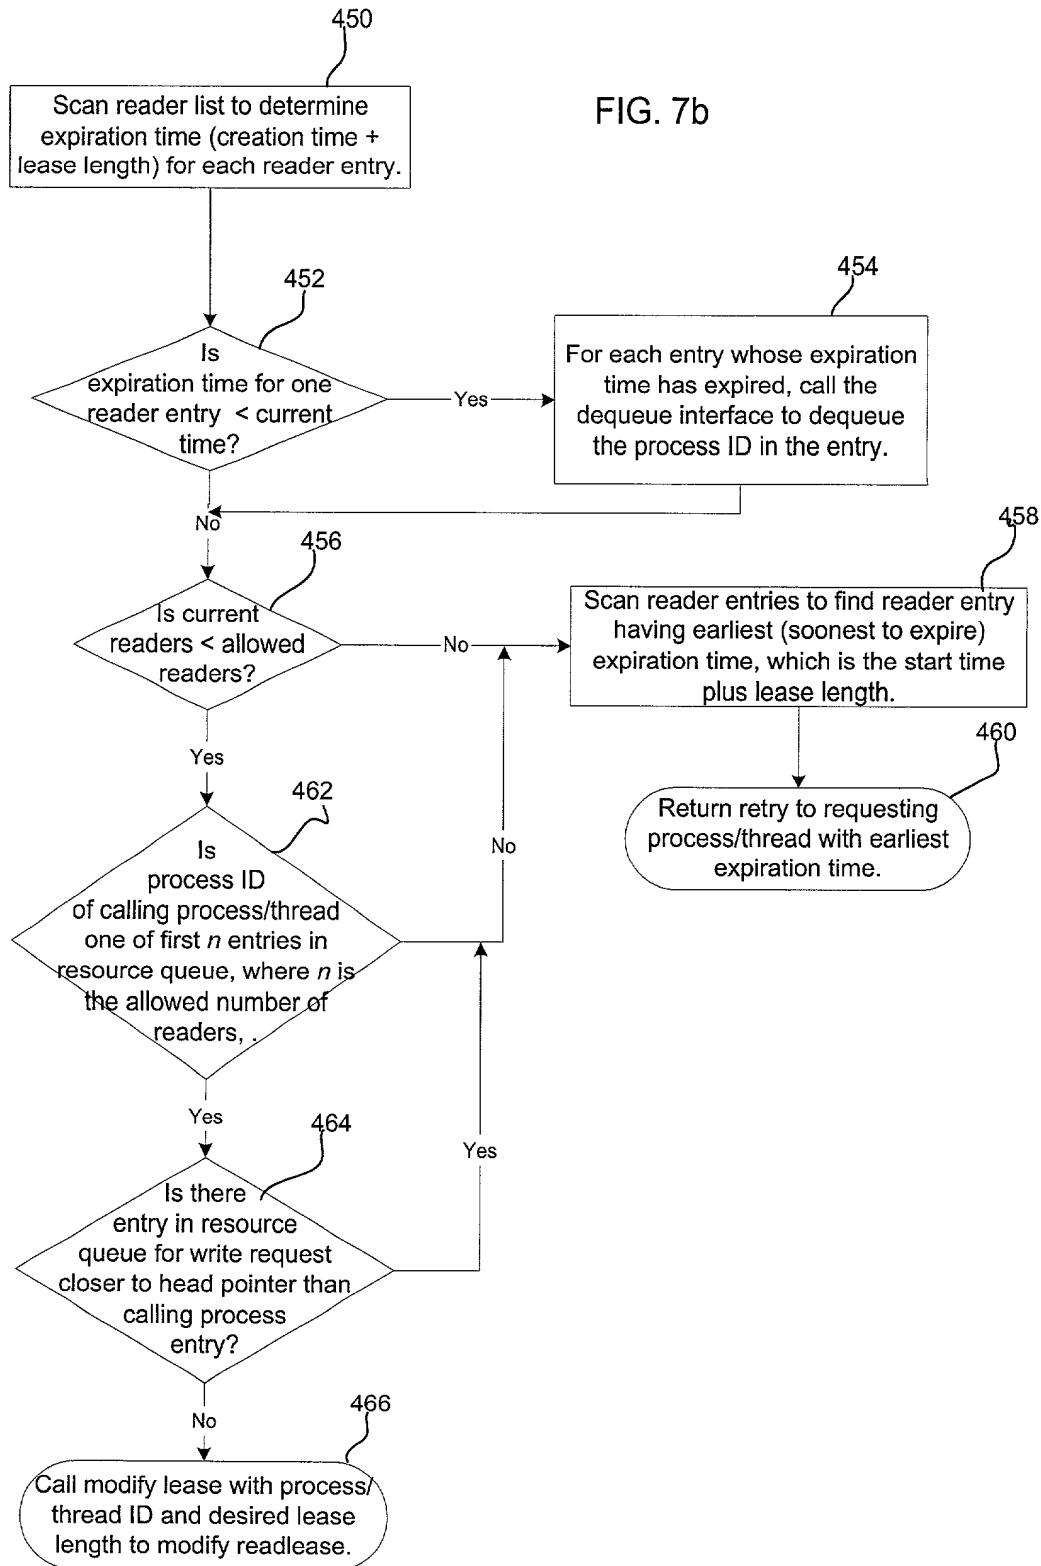 450
Scan reader list to determine
expiration time (creation time +
lease length) for each reader entry.
FIG. 7b
452
Is
expiration time for one
reader entry < current
time?
Yes
454
For each entry whose expiration
time has expired, call the
dequeue interface to dequeue
the process ID in the entry.
No
456
Is current
readers < allowed
readers?
No
458
Scan reader entries to find reader entry
having earliest (soonest to expire)
expiration time, which is the start time
plus lease length.
460
Return retry to requesting
process/thread with earliest
expiration time.
Yes
462
Is
process ID
of calling process/thread
one of first n entries in
resource queue, where n is
the allowed number of
readers, .
No
Yes
464
Is there
entry in resource
queue for write request
closer to head pointer than
calling process
entry?
Yes
No
466
Call modify lease with process/
thread ID and desired lease
length to modify readlease.